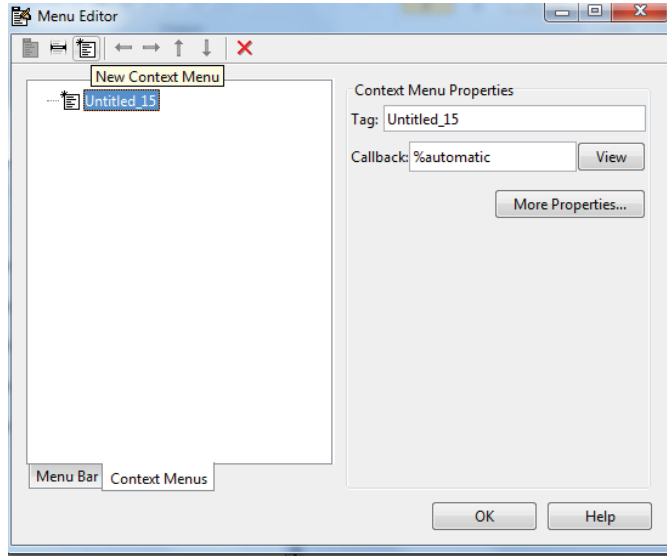 Menu Editor
New Context Menu
Untitled_15
Context Menu Properties
Tag: Untitled_15
Callback: %automatic View
More Properties...
Menu Bar Context Menus
OK Help